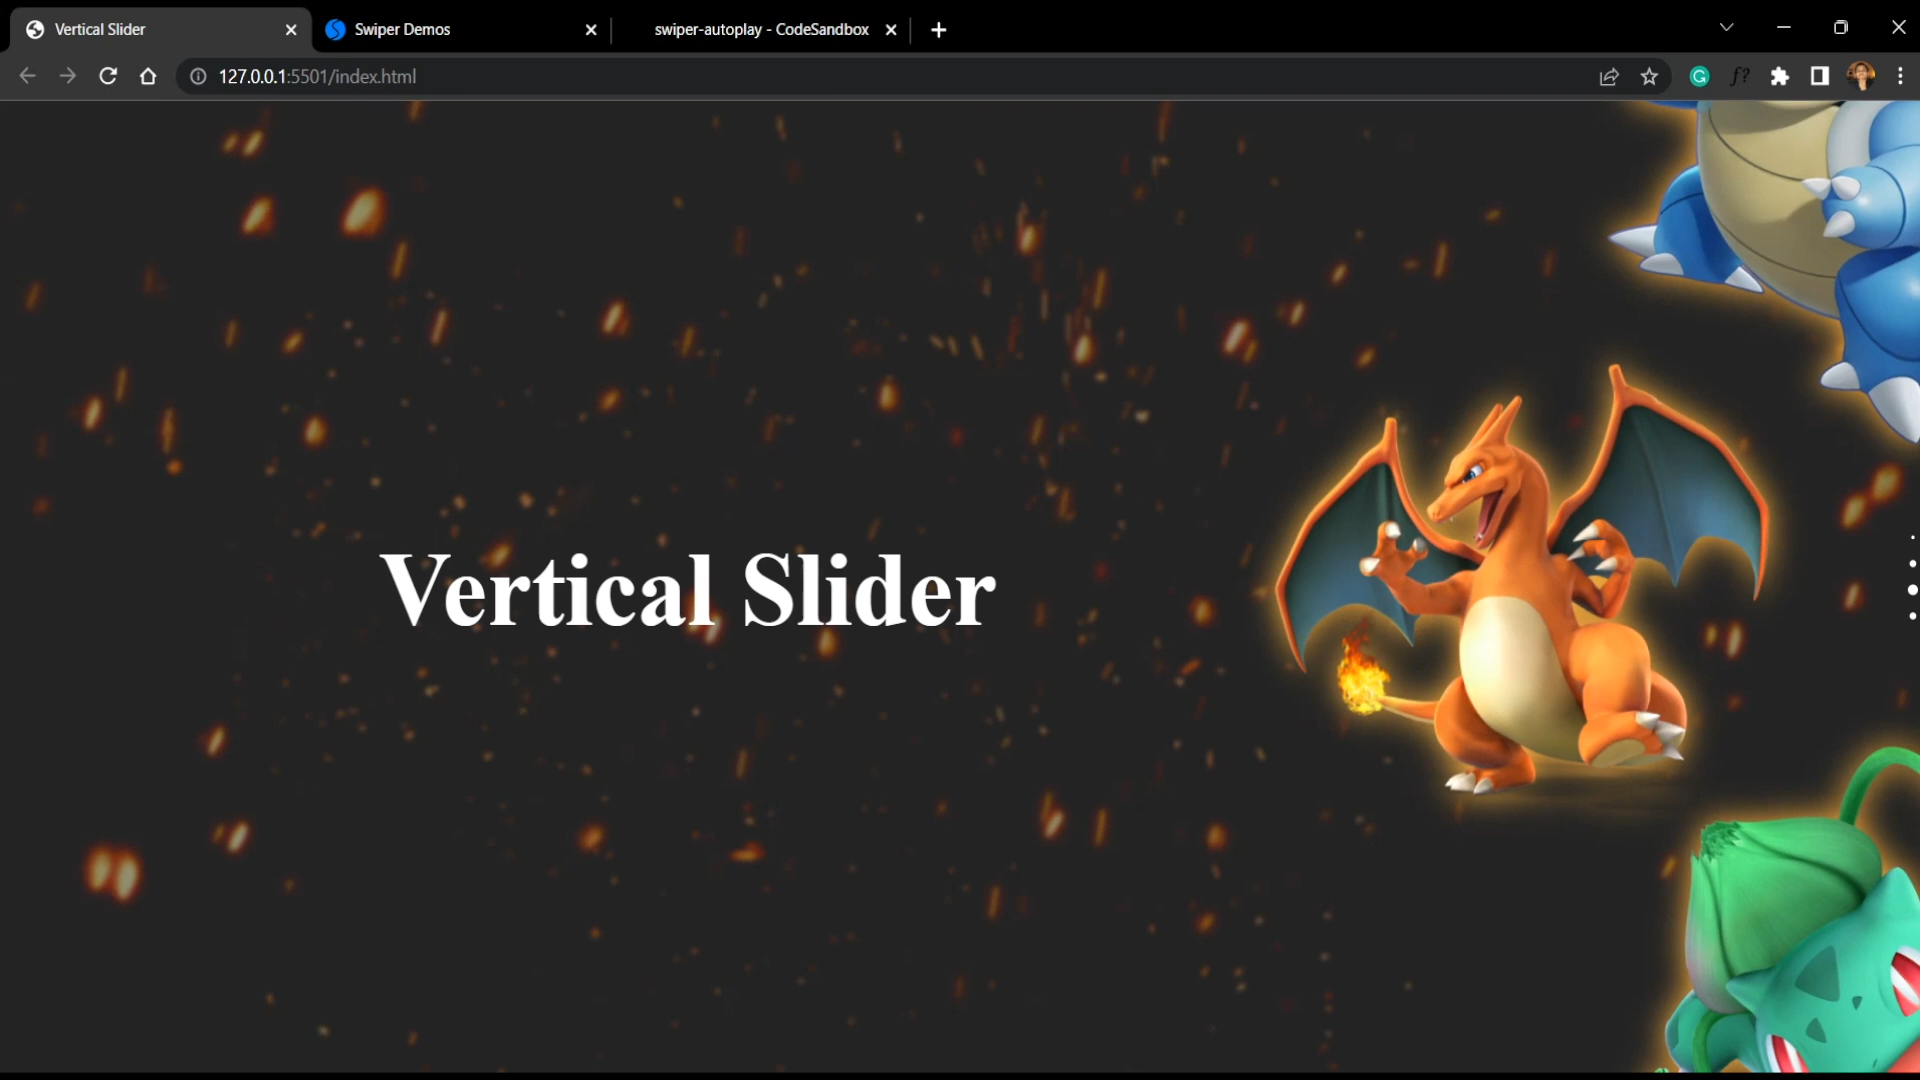 Vertical Slider
Swiper Demos
swiper-autoplay - CodeSandbox
127.0.0.1:5501/index.html
f?
Vertical Slider